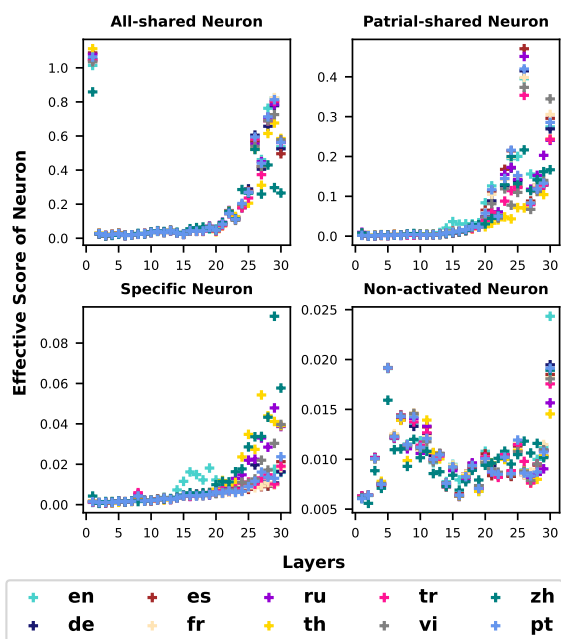 All-shared Neuron
Patrial-shared Neuron
1.0
0.8
0.6
0.4
0.2
0.0
0.4
0.3
0.2
0.1
0.0
0 5 10 15 20 25 30
0 5 10 15 20 25 30
Specific Neuron
Non-activated Neuron
0.08
0.06
0.04
0.02
0.00
0.025
0.020
0.015
0.010
0.005
0 5 10 15 20 25 30
0 5 10 15 20 25 30
Effective Score of Neuron
Layers
en es ru tr zh
de fr th vi pt